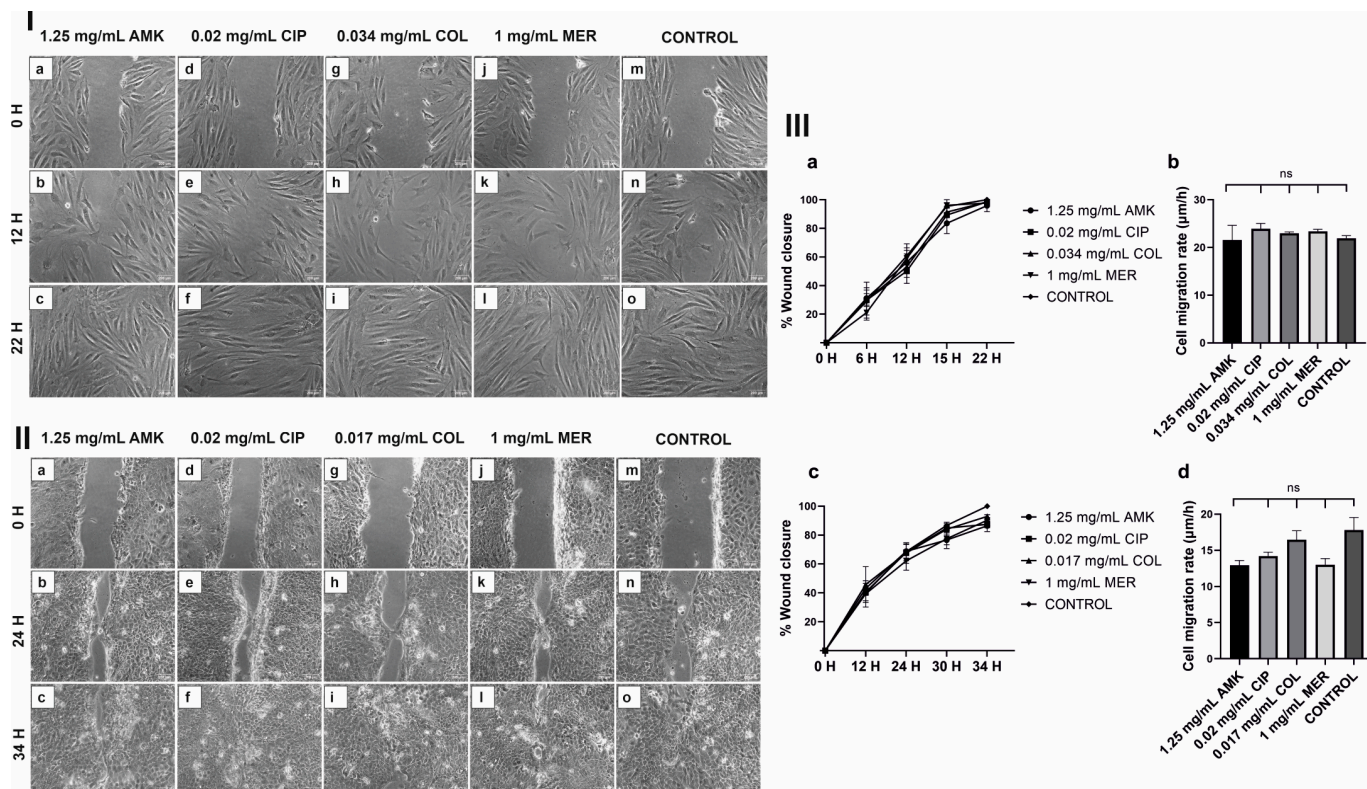 I
1.25 mg/mL AMK 0.02 mg/mL CIP 0.034 mg/mL COL 1 mg/mL MER CONTROL
0 H
a d g j m
12 H
b e h k n
22 H
c f i l o
II
1.25 mg/mL AMK 0.02 mg/mL CIP 0.017 mg/mL COL 1 mg/mL MER CONTROL
0 H
a d g j m
24 H
b e h k n
34 H
c f i l o
III
a
% Wound closure
100
80
60
40
20
0 H 6 H 12 H 15 H 22 H
1.25 mg/mL AMK
0.02 mg/mL CIP
0.034 mg/mL COL
1 mg/mL MER
CONTROL
b
ns
Cell migration rate (µm/h)
30
20
10
0
1.25 mg/mL AMK
0.02 mg/mL CIP
0.034 mg/mL COL
1 mg/mL MER
CONTROL
c
% Wound closure
100
80
60
40
20
0 H 12 H 24 H 30 H 34 H
1.25 mg/mL AMK
0.02 mg/mL CIP
0.017 mg/mL COL
1 mg/mL MER
CONTROL
d
ns
Cell migration rate (µm/h)
20
15
10
5
0
1.25 mg/mL AMK
0.02 mg/mL CIP
0.017 mg/mL COL
1 mg/mL MER
CONTROL